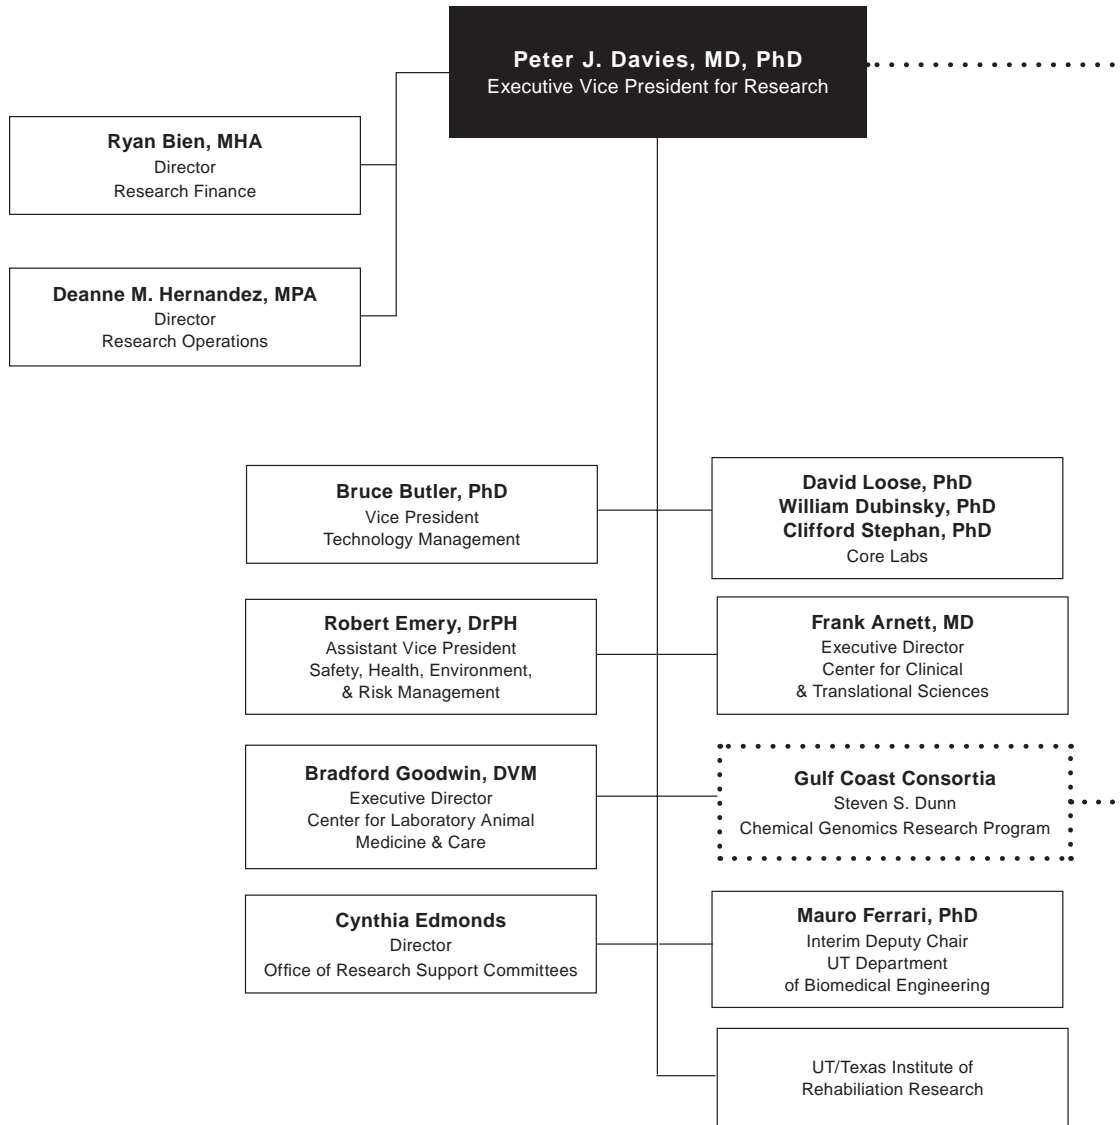 Peter J. Davies, MD, PhD
Executive Vice President for Research
Ryan Bien, MHA
Director
Research Finance
Deanne M. Hernandez, MPA
Director
Research Operations
Bruce Butler, PhD
Vice President
Technology Management
David Loose, PhD
William Dubinsky, PhD
Clifford Stephan, PhD
Core Labs
Robert Emery, DrPH
Assistant Vice President
Safety, Health, Environment,
& Risk Management
Frank Arnett, MD
Executive Director
Center for Clinical
& Translational Sciences
Bradford Goodwin, DVM
Executive Director
Center for Laboratory Animal
Medicine & Care
Gulf Coast Consortia
Steven S. Dunn
Chemical Genomics Research Program
Cynthia Edmonds
Director
Office of Research Support Committees
Mauro Ferrari, PhD
Interim Deputy Chair
UT Department
of Biomedical Engineering
UT/Texas Institute of
Rehabiliation Research